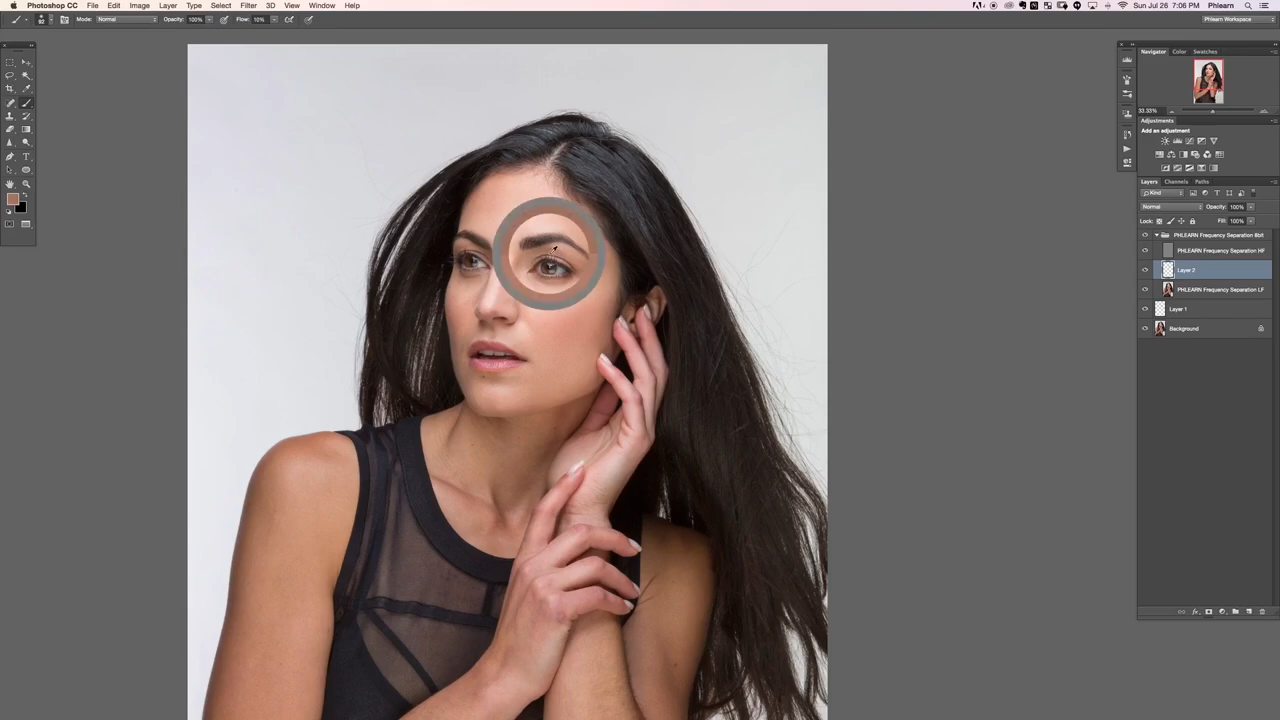 Photoshop CC File Edit Image Layer Type Select Filter 3D View Window Help Sun Jul 26 7:06 PM Phlearn
92 Mode: Normal Opacity: 100% Flow: 10% Phlearn Workspace
Navigator Color Swatches
33.33%
Adjustments
Add an adjustment
Layers Channels Paths
Kind
Normal Opacity: 100%
Lock: Fill: 100%
PHLEARN Frequency Separation 8bit
PHLEARN Frequency Separation HF
Layer 2
PHLEARN Frequency Separation LF
Layer 1
Background